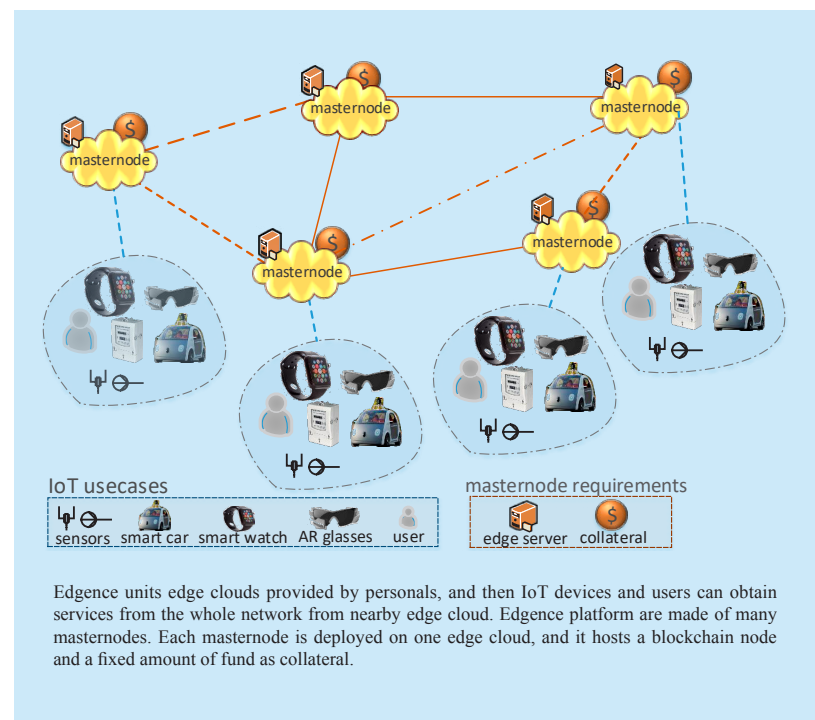 masternode
masternode
masternode
masternode
masternode
IoT usecases
masternode requirements
sensors smart car smart watch AR glasses user
edge server collateral
Edgence units edge clouds provided by personals, and then IoT devices and users can obtain
services from the whole network from nearby edge cloud. Edgence platform are made of many
masternodes. Each masternode is deployed on one edge cloud, and it hosts a blockchain node
and a fixed amount of fund as collateral.